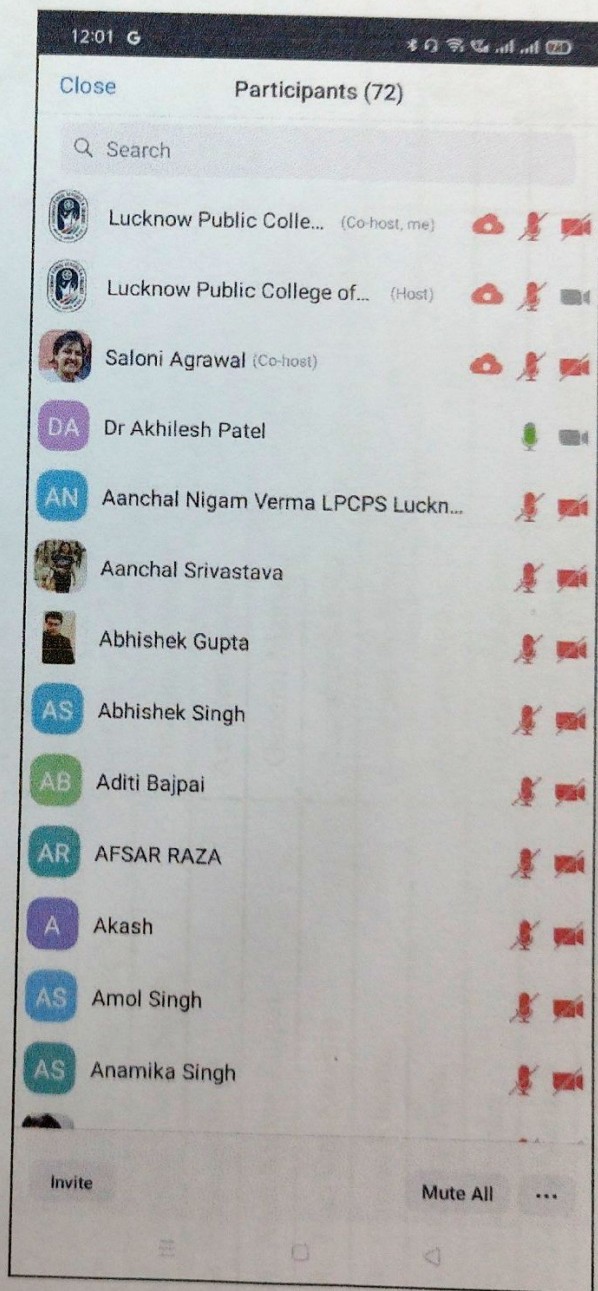 12:01 G
Close Participants (72)
Search
Lucknow Public Colle... (Co-host, me)
Lucknow Public College of... (Host)
Saloni Agrawal (Co-host)
DA Dr Akhilesh Patel
AN Aanchal Nigam Verma LPCPS Luckn...
Aanchal Srivastava
Abhishek Gupta
AS Abhishek Singh
AB Aditi Bajpai
AR AFSAR RAZA
A Akash
AS Amol Singh
AS Anamika Singh
Invite Mute All ...